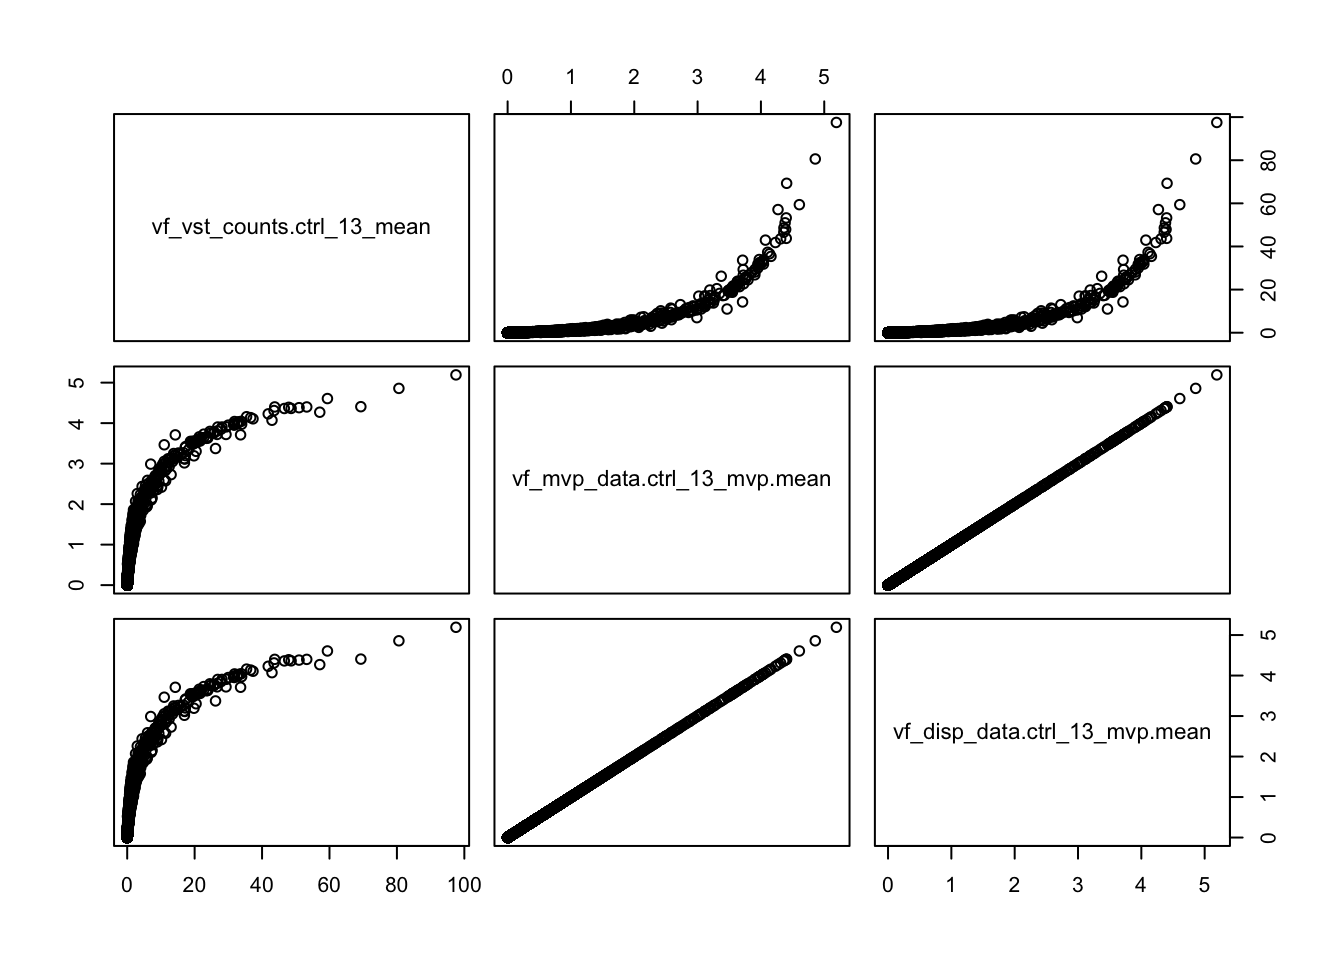 0 1 2 3 4 5
vf_vst_counts.ctrl_13_mean
0 20 40 60 80
0 1 2 3 4 5
vf_mvp_data.ctrl_13_mvp.mean
vf_disp_data.ctrl_13_mvp.mean
0 1 2 3 4 5
0 20 40 60 80 100
0 1 2 3 4 5